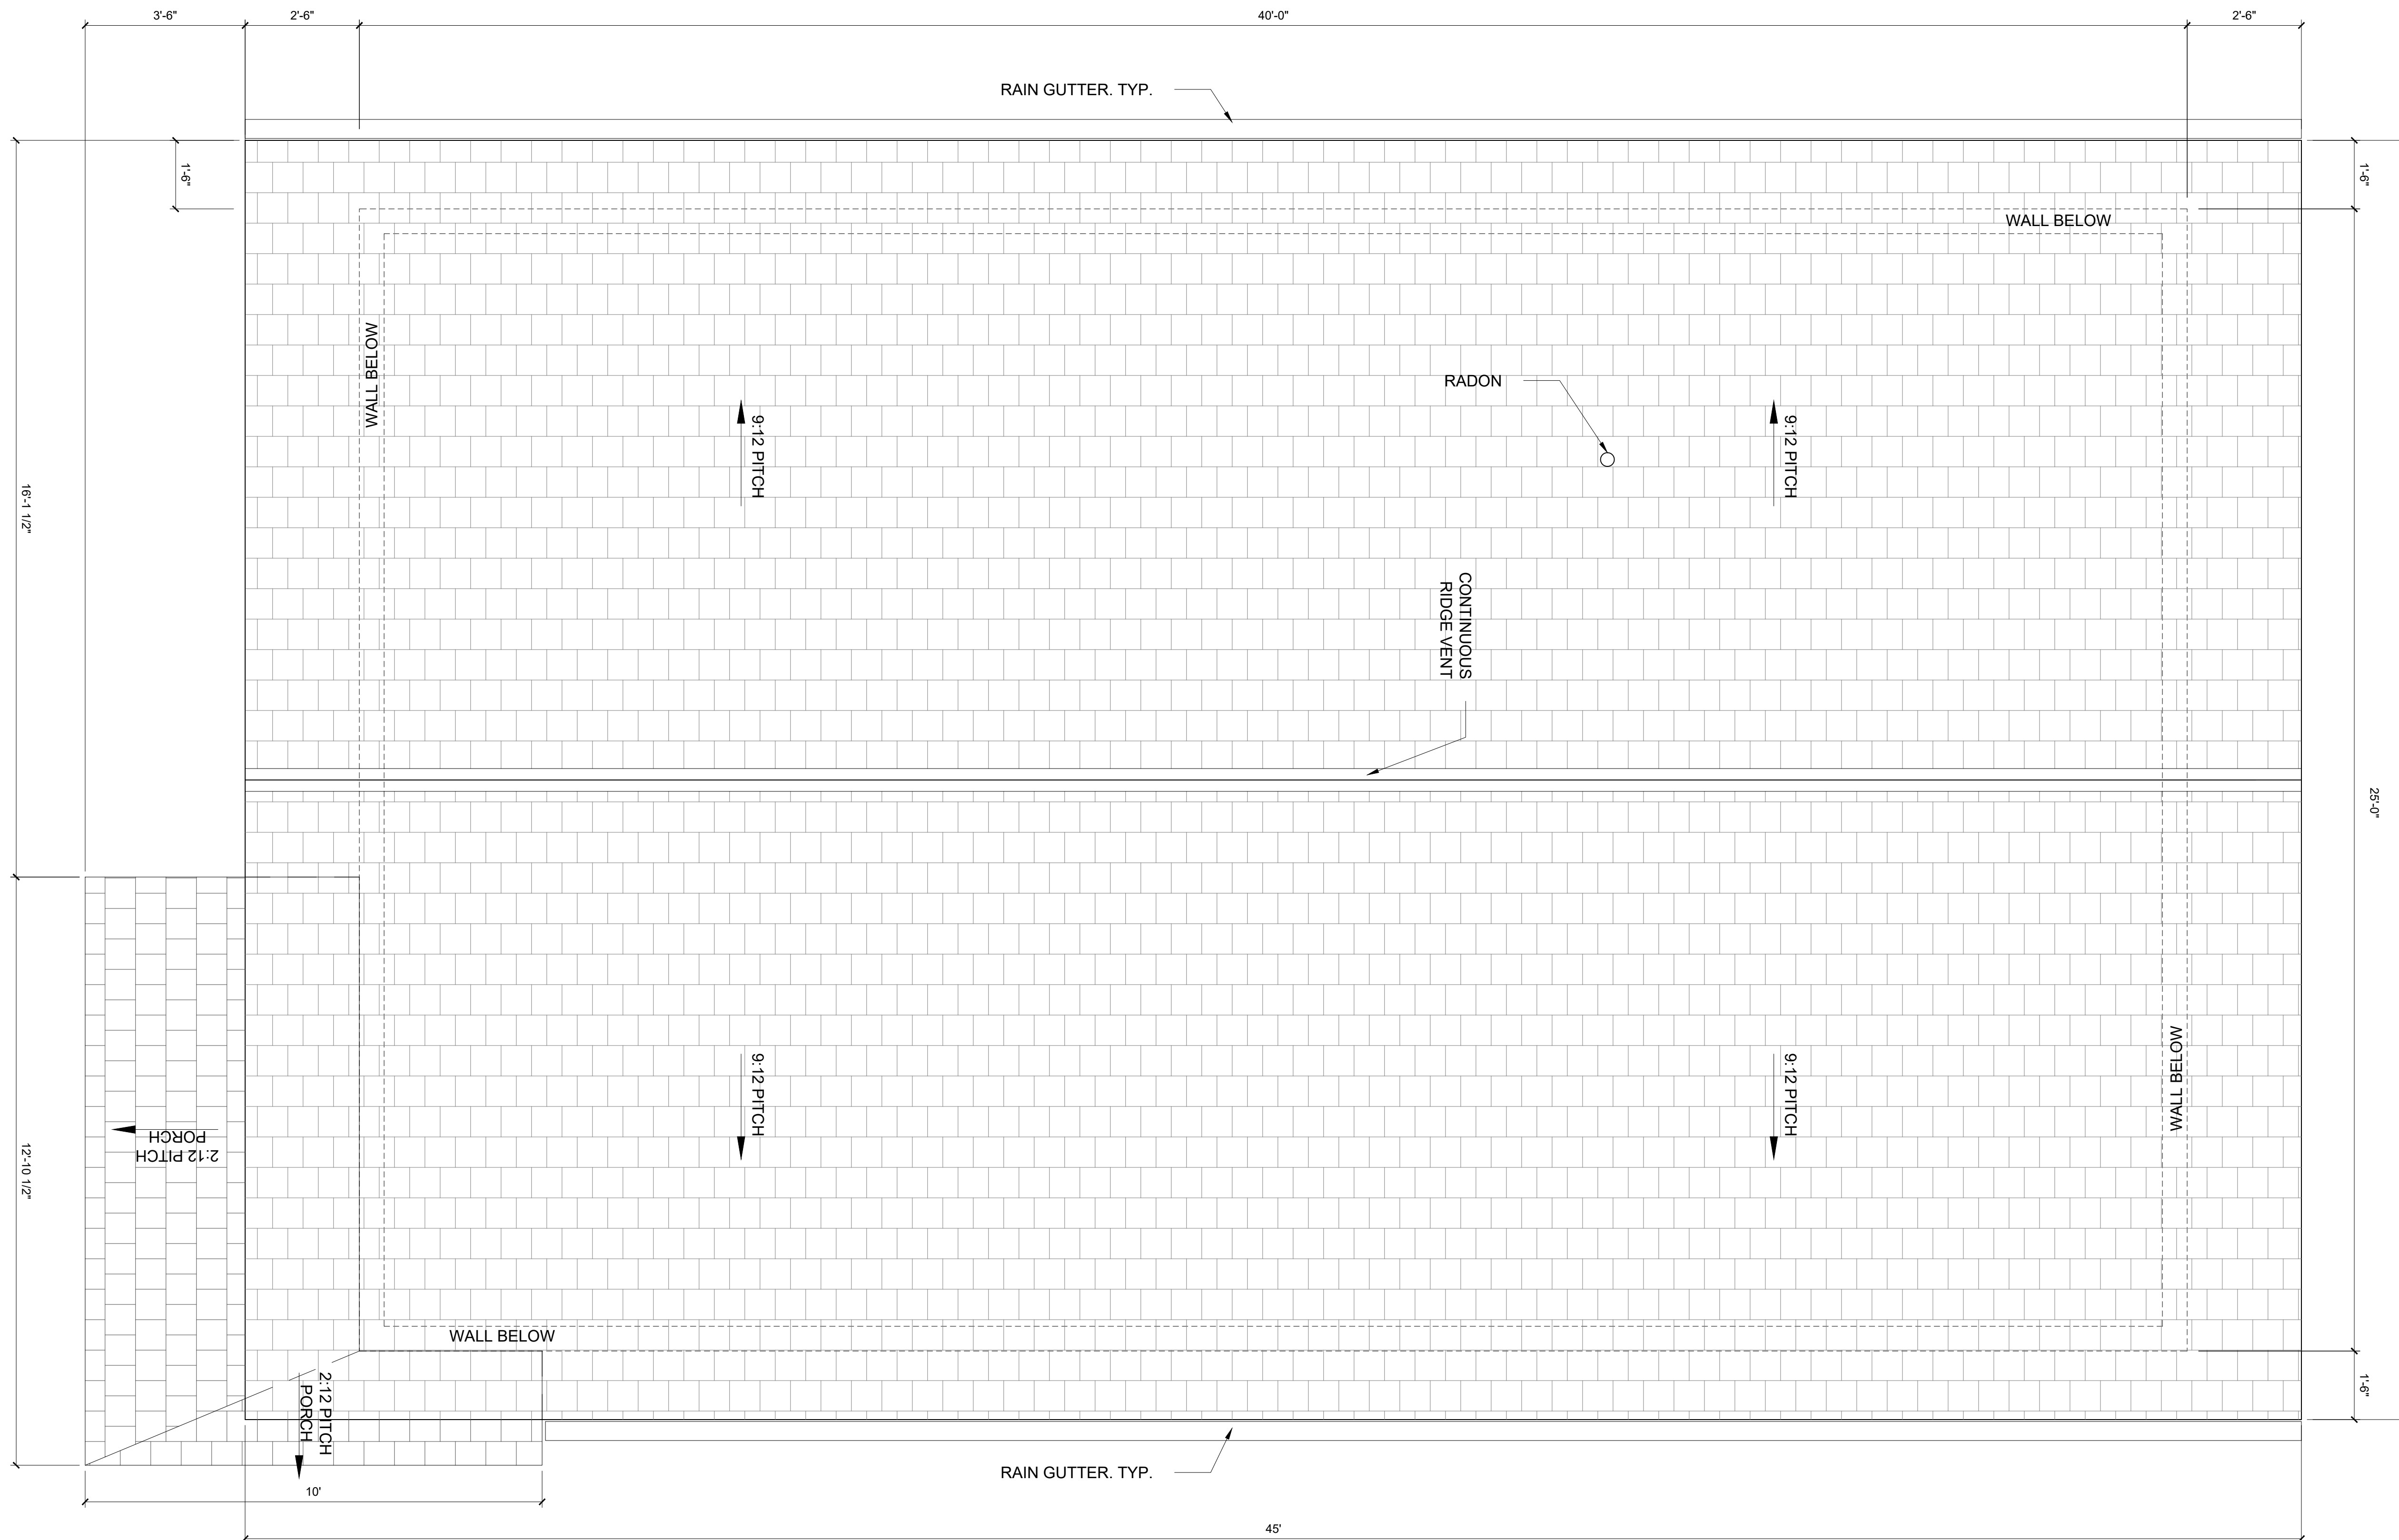 3'-6"
2'-6"
40'-0"
2'-6"
RAIN GUTTER. TYP.
1'-6"
1'-6"
WALL BELOW
WALL BELOW
RADON
9:12 PITCH
9:12 PITCH
16'-1 1/2"
CONTINUOUS
RIDGE VENT
25'-0"
9:12 PITCH
9:12 PITCH
WALL BELOW
2:12 PITCH
PORCH
12'-10 1/2"
WALL BELOW
2:12 PITCH
PORCH
1'-6"
RAIN GUTTER. TYP.
10'
45'